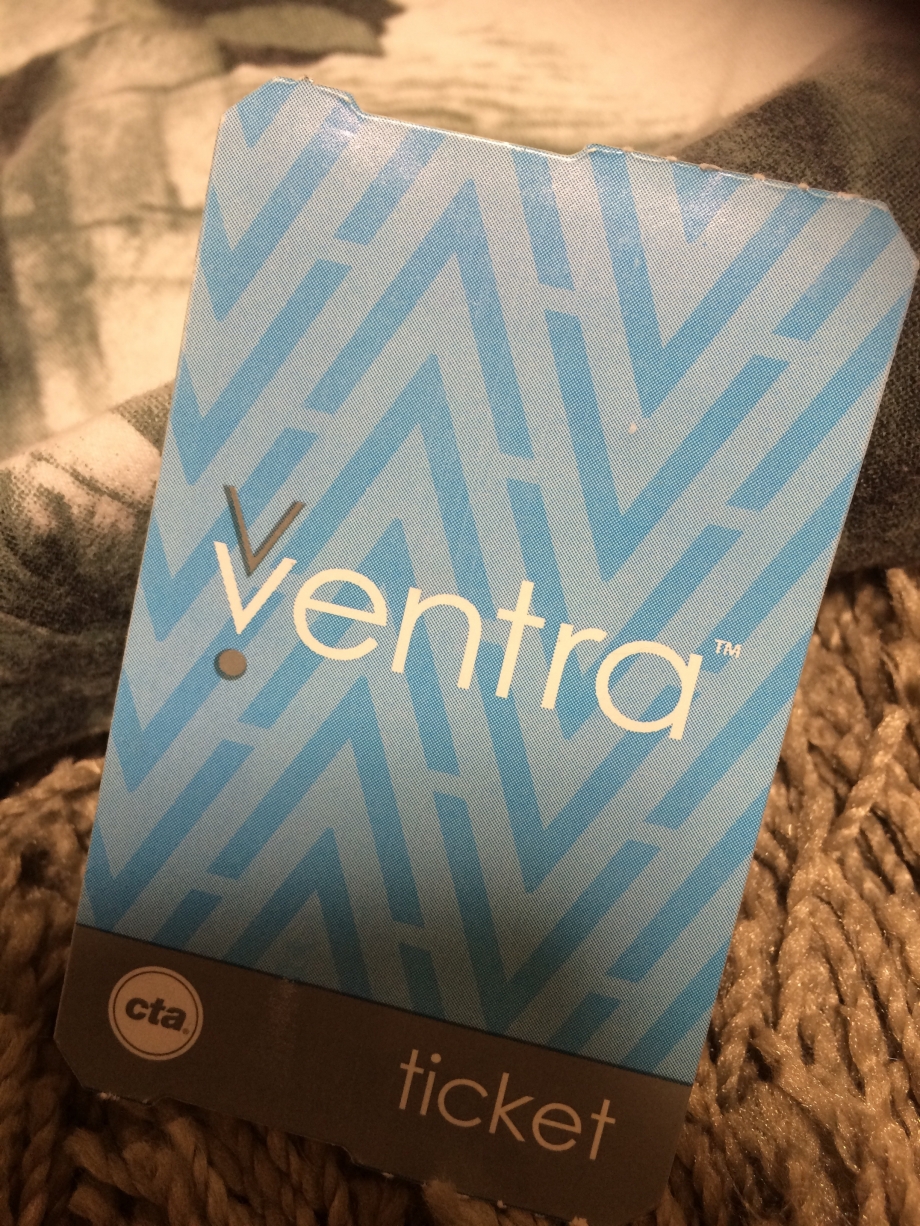 ventra™
cta®
ticket